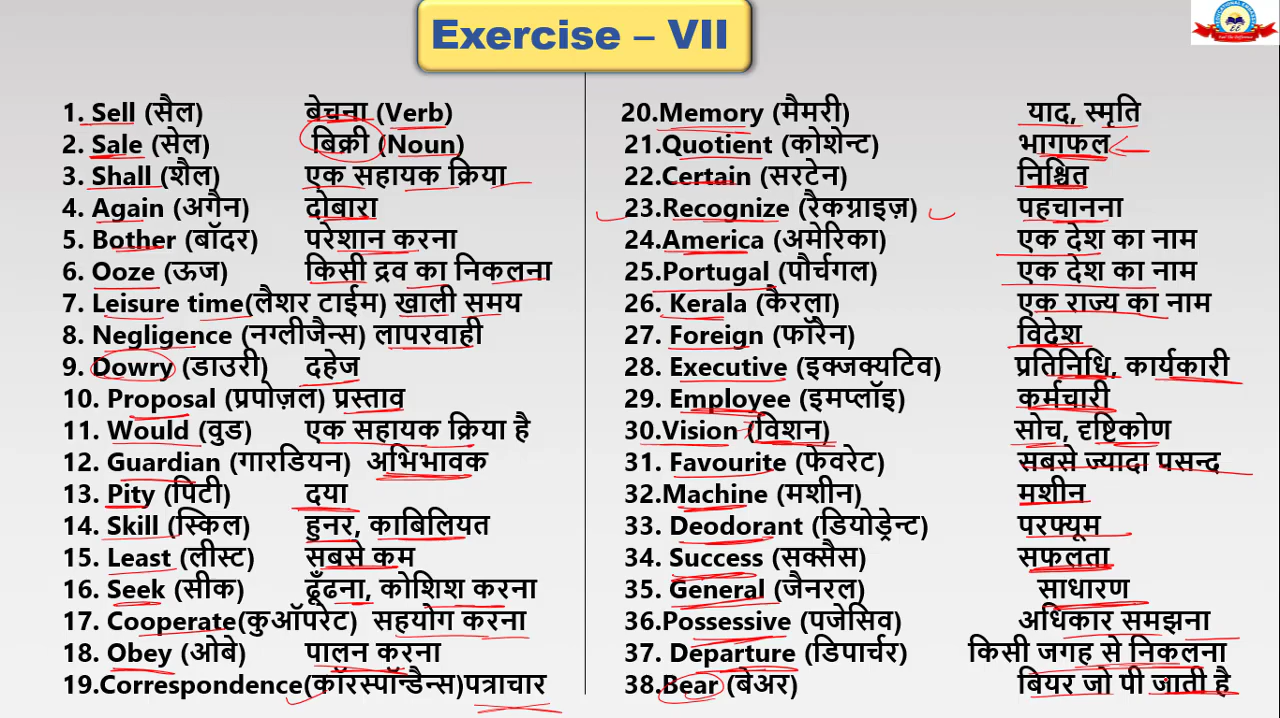 Exercise – VII
1. Sell (सैल) बेचना (Verb)
2. Sale (सेल) बिक्री (Noun)
3. Shall (शैल) एक सहायक क्रिया
4. Again (अगैन) दोबारा
5. Bother (बॉदर) परेशान करना
6. Ooze (ऊज) किसी द्रव का निकलना
7. Leisure time(लैशर टाईम) खाली समय
8. Negligence (नग्लीजैन्स) लापरवाही
9. Dowry (डाउरी) दहेज
10. Proposal (प्रपोज़ल) प्रस्ताव
11. Would (वुड) एक सहायक क्रिया है
12. Guardian (गारडियन) अभिभावक
13. Pity (पिटी) दया
14. Skill (स्किल) हुनर, काबिलियत
15. Least (लीस्ट) सबसे कम
16. Seek (सीक) ढूँढना, कोशिश करना
17. Cooperate(कुऑपरेट) सहयोग करना
18. Obey (ओबे) पालन करना
19.Correspondence(कॉरस्पॉन्डैन्स)पत्राचार
20.Memory (मैमरी) याद, स्मृति
21.Quotient (कोशेन्ट) भागफल
22.Certain (सरटेन) निश्चित
23.Recognize (रैकग्नाइज़) पहचानना
24.America (अमेरिका) एक देश का नाम
25.Portugal (पौर्चगल) एक देश का नाम
26. Kerala (कैरला) एक राज्य का नाम
27. Foreign (फॉरैन) विदेश
28. Executive (इक्जक्यटिव) प्रतिनिधि, कार्यकारी
29. Employee (इमप्लॉइ) कर्मचारी
30.Vision (विशन) सोच, दृष्टिकोण
31. Favourite (फेवरेट) सबसे ज्यादा पसन्द
32.Machine (मशीन) मशीन
33. Deodorant (डियोड्रेन्ट) परफ्यूम
34. Success (सक्सैस) सफलता
35. General (जैनरल) साधारण
36.Possessive (पजेसिव) अधिकार समझना
37. Departure (डिपार्चर) किसी जगह से निकलना
38.Bear (बेअर) बियर जो पी जाती है